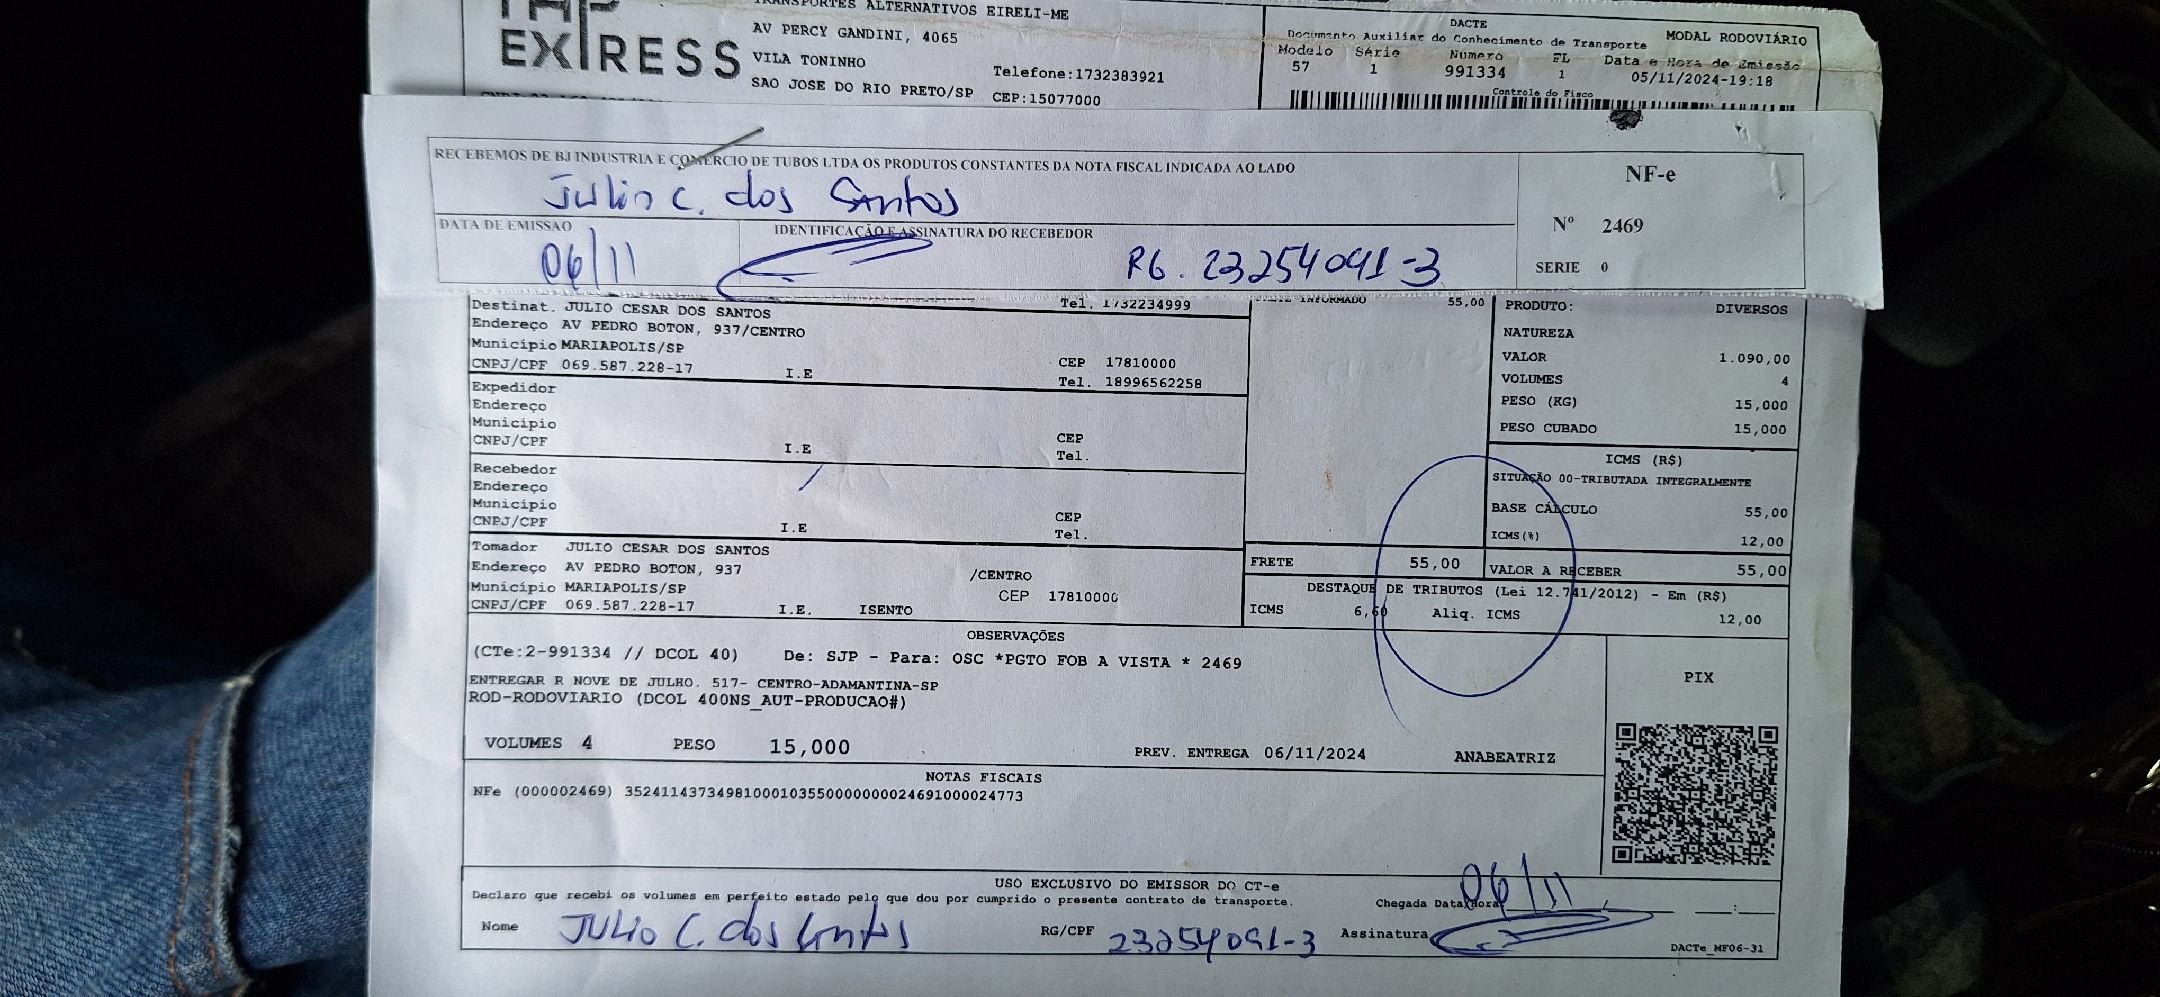 EXPRESS
TRANSPORTES ALTERNATIVOS EIRELI-ME
AV PERCY GANDINI, 4065
VILA TONINHO
SAO JOSE DO RIO PRETO/SP
Telefone:1732383921
CEP:15077000
DACTE
Documento Auxiliar do Conhecimento de Transporte
MODAL RODOVIÁRIO
Modelo Série Número FL Data e Hora de Emissão
57 1 991334 1 05/11/2024-19:18
Controle do Fisco
RECEBEMOS DE BJ INDUSTRIA E COMERCIO DE TUBOS LTDA OS PRODUTOS CONSTANTES DA NOTA FISCAL INDICADA AO LADO
Julio C. dos Santos
DATA DE EMISSAO
06/11
IDENTIFICAÇÃO E ASSINATURA DO RECEBEDOR
RG. 23254091-3
NF-e
Nº 2469
SERIE 0
Destinat. JULIO CESAR DOS SANTOS Tel. 1732234999
Endereço AV PEDRO BOTON, 937/CENTRO
Município MARIAPOLIS/SP CEP 17810000
CNPJ/CPF 069.587.228-17 I.E Tel. 18996562258
Expedidor
Endereço
Município CEP
CNPJ/CPF I.E Tel.
Recebedor
Endereço
Município CEP
CNPJ/CPF I.E Tel.
Tomador JULIO CESAR DOS SANTOS
Endereço AV PEDRO BOTON, 937 /CENTRO
Município MARIAPOLIS/SP CEP 17810000
CNPJ/CPF 069.587.228-17 I.E. ISENTO
INFORMADO 55,00
FRETE 55,00
PRODUTO: DIVERSOS
NATUREZA
VALOR 1.090,00
VOLUMES 4
PESO (KG) 15,000
PESO CUBADO 15,000
ICMS (R$)
SITUAÇÃO 00-TRIBUTADA INTEGRALMENTE
BASE CÁLCULO 55,00
ICMS(%) 12,00
VALOR A RECEBER 55,00
DESTAQUE DE TRIBUTOS (Lei 12.741/2012) - Em (R$)
ICMS 6,60 Aliq. ICMS 12,00
OBSERVAÇÕES
(CTe:2-991334 // DCOL 40) De: SJP - Para: OSC *PGTO FOB A VISTA * 2469
ENTREGAR R NOVE DE JULHO. 517- CENTRO-ADAMANTINA-SP
ROD-RODOVIARIO (DCOL 400NS_AUT-PRODUCAO#)
VOLUMES 4 PESO 15,000 PREV. ENTREGA 06/11/2024 ANABEATRIZ
PIX
NOTAS FISCAIS
NFe (000002469) 35241143734981000103550000000024691000024773
USO EXCLUSIVO DO EMISSOR DO CT-e
Declaro que recebi os volumes em perfeito estado pelo que dou por cumprido o presente contrato de transporte.
Chegada Data/Hora: 06/11
Nome Julio C. dos Santos RG/CPF 23254091-3 Assinatura
DACTe_MF06-31